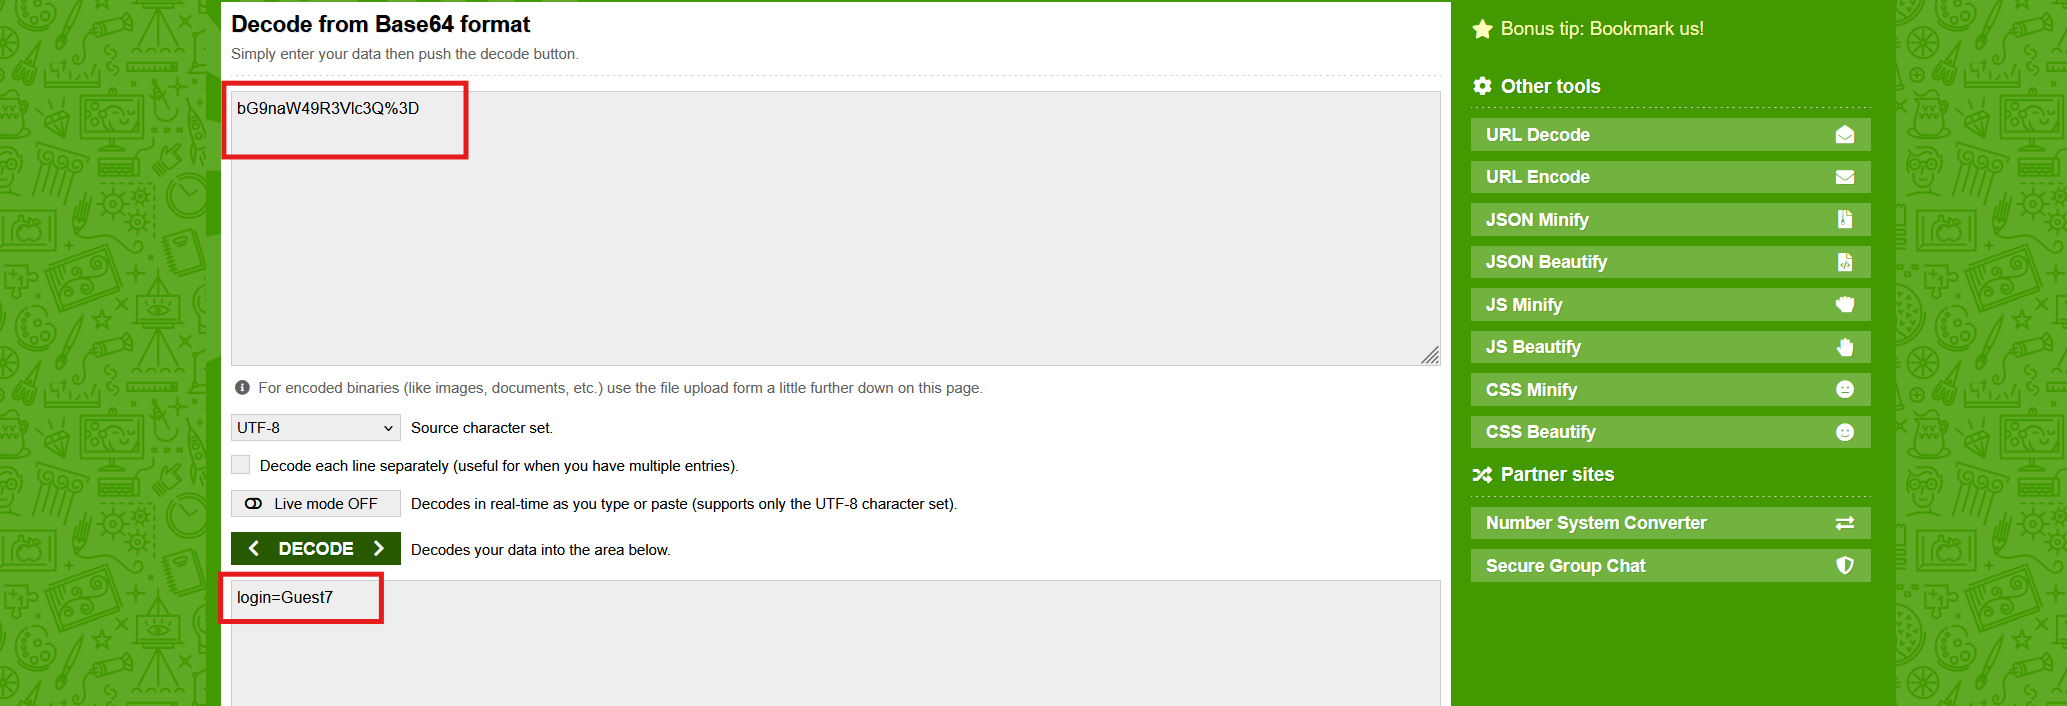 Decode from Base64 format
Simply enter your data then push the decode button.
bG9naW49R3Vlc3Q%3D
For encoded binaries (like images, documents, etc.) use the file upload form a little further down on this page.
UTF-8 Source character set.
Decode each line separately (useful for when you have multiple entries).
Live mode OFF Decodes in real-time as you type or paste (supports only the UTF-8 character set).
DECODE Decodes your data into the area below.
login=Guest7
Bonus tip: Bookmark us!
Other tools
URL Decode
URL Encode
JSON Minify
JSON Beautify
JS Minify
JS Beautify
CSS Minify
CSS Beautify
Partner sites
Number System Converter
Secure Group Chat